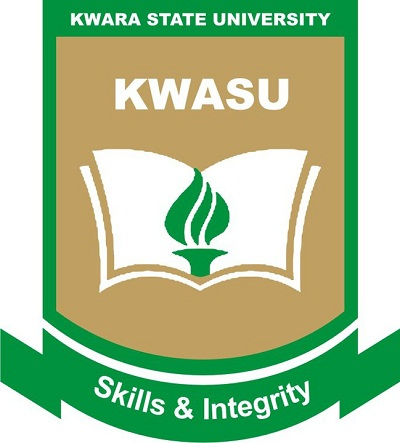 KWARA STATE UNIVERSITY
KWASU
Skills & Integrity